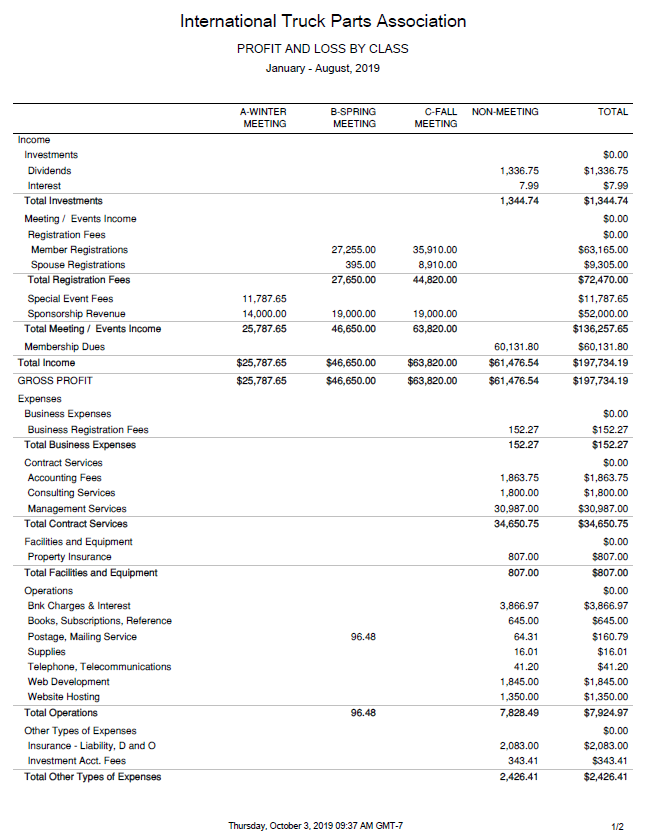 International Truck Parts Association
PROFIT AND LOSS BY CLASS
January - August, 2019
A-WINTER MEETING B-SPRING MEETING C-FALL MEETING NON-MEETING TOTAL
Income
Investments $0.00
Dividends 1,336.75 $1,336.75
Interest 7.99 $7.99
Total Investments 1,344.74 $1,344.74
Meeting / Events Income $0.00
Registration Fees $0.00
Member Registrations 27,255.00 35,910.00 $63,165.00
Spouse Registrations 395.00 8,910.00 $9,305.00
Total Registration Fees 27,650.00 44,820.00 $72,470.00
Special Event Fees 11,787.65 $11,787.65
Sponsorship Revenue 14,000.00 19,000.00 19,000.00 $52,000.00
Total Meeting / Events Income 25,787.65 46,650.00 63,820.00 $136,257.65
Membership Dues 60,131.80 $60,131.80
Total Income $25,787.65 $46,650.00 $63,820.00 $61,476.54 $197,734.19
GROSS PROFIT $25,787.65 $46,650.00 $63,820.00 $61,476.54 $197,734.19
Expenses
Business Expenses $0.00
Business Registration Fees 152.27 $152.27
Total Business Expenses 152.27 $152.27
Contract Services $0.00
Accounting Fees 1,863.75 $1,863.75
Consulting Services 1,800.00 $1,800.00
Management Services 30,987.00 $30,987.00
Total Contract Services 34,650.75 $34,650.75
Facilities and Equipment $0.00
Property Insurance 807.00 $807.00
Total Facilities and Equipment 807.00 $807.00
Operations $0.00
Bnk Charges & Interest 3,866.97 $3,866.97
Books, Subscriptions, Reference 645.00 $645.00
Postage, Mailing Service 96.48 64.31 $160.79
Supplies 16.01 $16.01
Telephone, Telecommunications 41.20 $41.20
Web Development 1,845.00 $1,845.00
Website Hosting 1,350.00 $1,350.00
Total Operations 96.48 7,828.49 $7,924.97
Other Types of Expenses $0.00
Insurance - Liability, D and O 2,083.00 $2,083.00
Investment Acct. Fees 343.41 $343.41
Total Other Types of Expenses 2,426.41 $2,426.41
Thursday, October 3, 2019 09:37 AM GMT-7 1/2